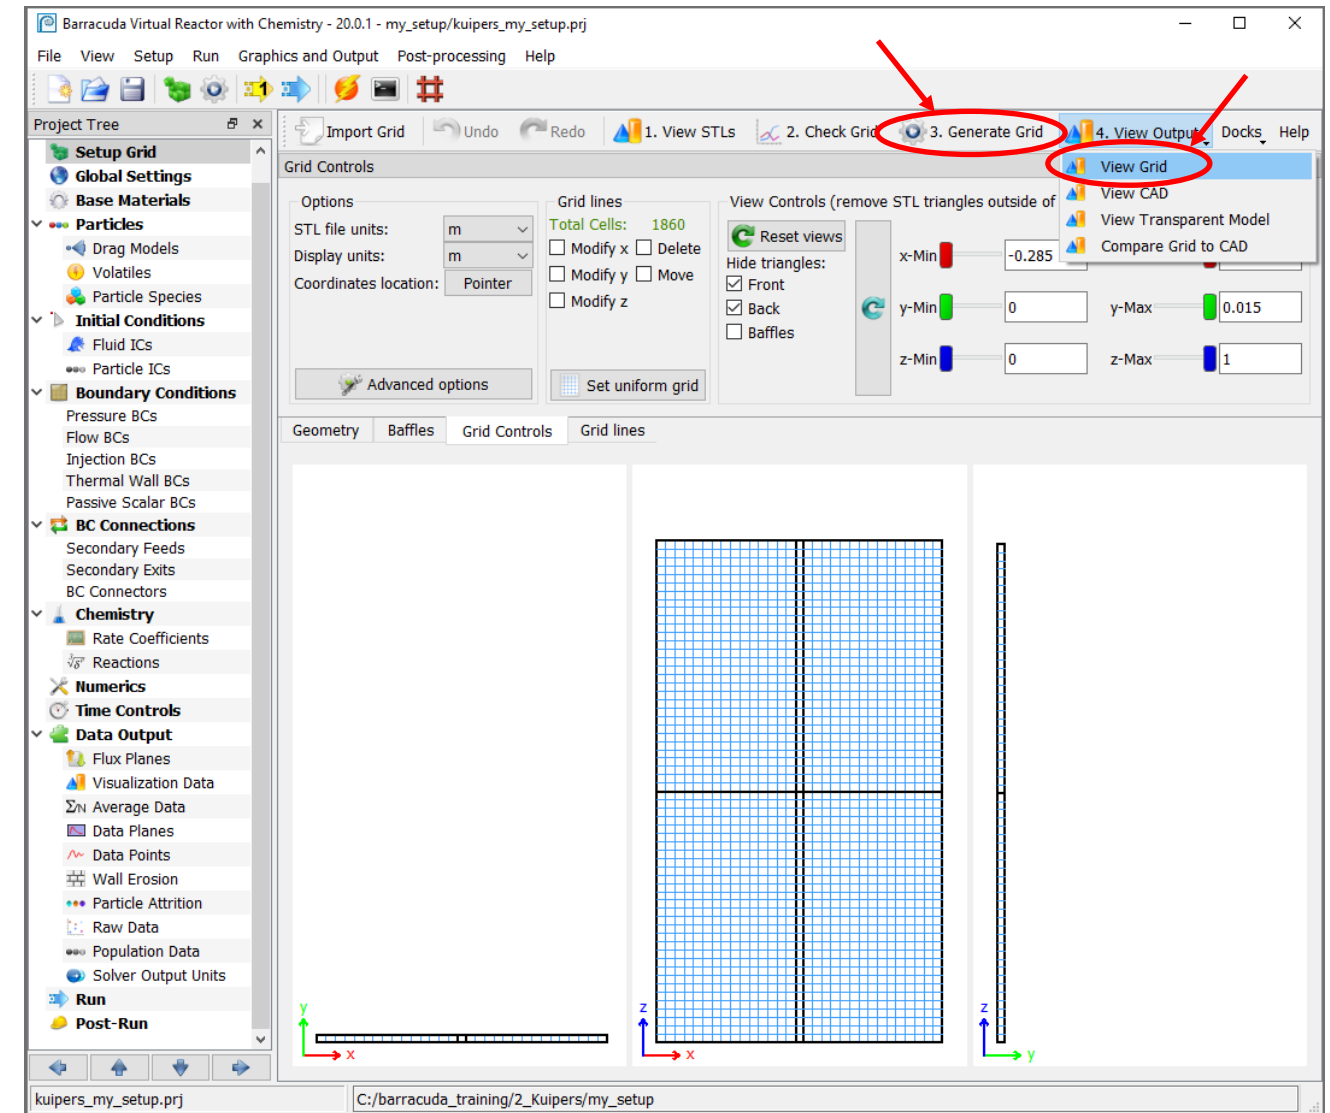 Barracuda Virtual Reactor with Chemistry - 20.0.1 - my_setup/kuipers_my_setup.prj
File View Setup Run Graphics and Output Post-processing Help
1
Project Tree
Import Grid Undo Redo 1. View STLs 2. Check Grid 3. Generate Grid 4. View Output Docks Help
Setup Grid
Global Settings
Base Materials
Particles
Drag Models
Volatiles
Particle Species
Initial Conditions
Fluid ICs
Particle ICs
Boundary Conditions
Pressure BCs
Flow BCs
Injection BCs
Thermal Wall BCs
Passive Scalar BCs
BC Connections
Secondary Feeds
Secondary Exits
BC Connectors
Chemistry
Rate Coefficients
Reactions
Numerics
Time Controls
Data Output
Flux Planes
Visualization Data
Average Data
Data Planes
Data Points
Wall Erosion
Particle Attrition
Raw Data
Population Data
Solver Output Units
Run
Post-Run
Grid Controls
View Grid
View CAD
View Transparent Model
Compare Grid to CAD
Options
STL file units: m
Display units: m
Coordinates location: Pointer
Advanced options
Grid lines
Total Cells: 1860
Modify x Delete
Modify y Move
Modify z
Set uniform grid
View Controls (remove STL triangles outside of
Reset views
Hide triangles:
Front
Back
Baffles
x-Min -0.285
y-Min 0 y-Max 0.015
z-Min 0 z-Max 1
Geometry Baffles Grid Controls Grid lines
y
x
z
x
z
y
kuipers_my_setup.prj C:/barracuda_training/2_Kuipers/my_setup